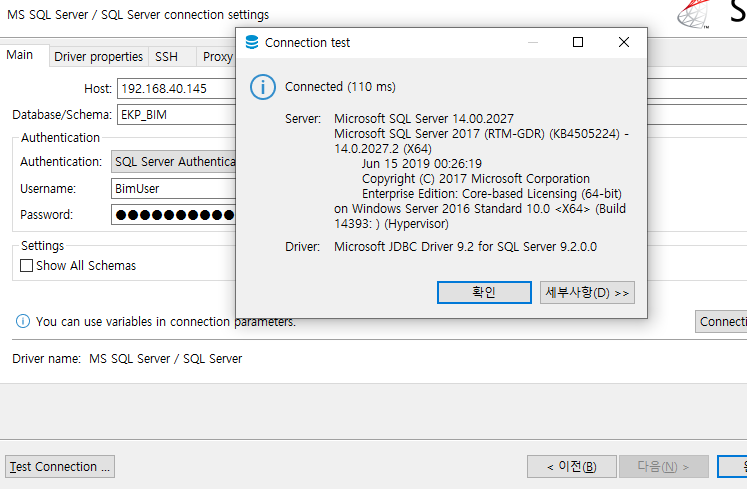 MS SQL Server / SQL Server connection settings
Main
Driver properties
SSH
Proxy
Host:
192.168.40.145
Database/Schema:
EKP_BIM
Authentication
Authentication:
SQL Server Authentica
Username:
BimUser
Password:
●●●●●●●●●●
Settings
Show All Schemas
You can use variables in connection parameters.
Connecti
Driver name:
MS SQL Server / SQL Server
Test Connection ...
< 이전(B)
다음(N) >
Connection test
Connected (110 ms)
Server:
Microsoft SQL Server 14.00.2027
Microsoft SQL Server 2017 (RTM-GDR) (KB4505224) -
14.0.2027.2 (X64)
Jun 15 2019 00:26:19
Copyright (C) 2017 Microsoft Corporation
Enterprise Edition: Core-based Licensing (64-bit)
on Windows Server 2016 Standard 10.0 <X64> (Build
14393: ) (Hypervisor)
Driver:
Microsoft JDBC Driver 9.2 for SQL Server 9.2.0.0
확인
세부사항(D) >>